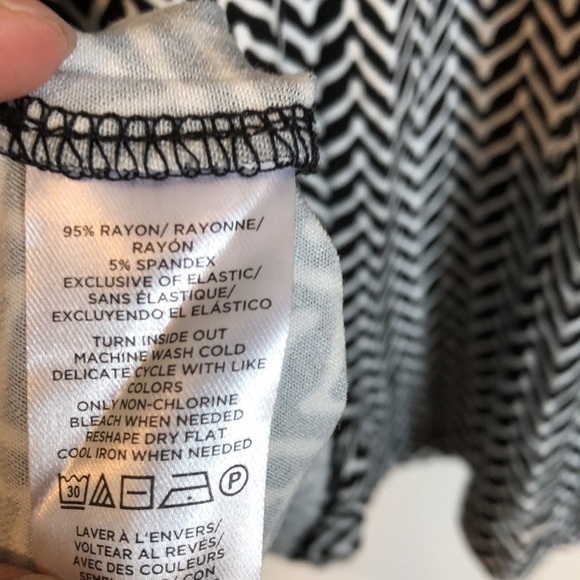 95% RAYON/ RAYONNE/
RAYÓN
5% SPANDEX
EXCLUSIVE OF ELASTIC/
SANS ÉLASTIQUE/
EXCLUYENDO EL ELÁSTICO
TURN INSIDE OUT
MACHINE WASH COLD
DELICATE CYCLE WITH LIKE
COLORS
ONLY NON-CHLORINE
BLEACH WHEN NEEDED
RESHAPE DRY FLAT
COOL IRON WHEN NEEDED
30 P
LAVER À L'ENVERS/
VOLTEAR AL REVÉS/
AVEC DES COULEURS